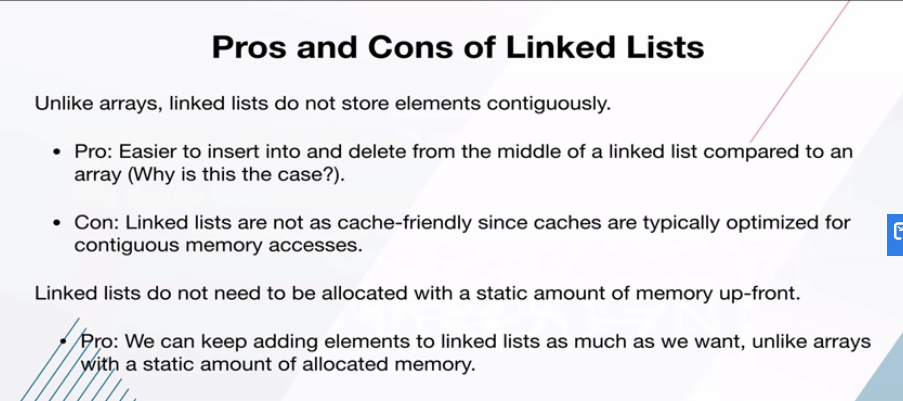 Pros and Cons of Linked Lists
Unlike arrays, linked lists do not store elements contiguously.
• Pro: Easier to insert into and delete from the middle of a linked list compared to an
array (Why is this the case?).
• Con: Linked lists are not as cache-friendly since caches are typically optimized for
contiguous memory accesses.
Linked lists do not need to be allocated with a static amount of memory up-front.
• Pro: We can keep adding elements to linked lists as much as we want, unlike arrays
with a static amount of allocated memory.